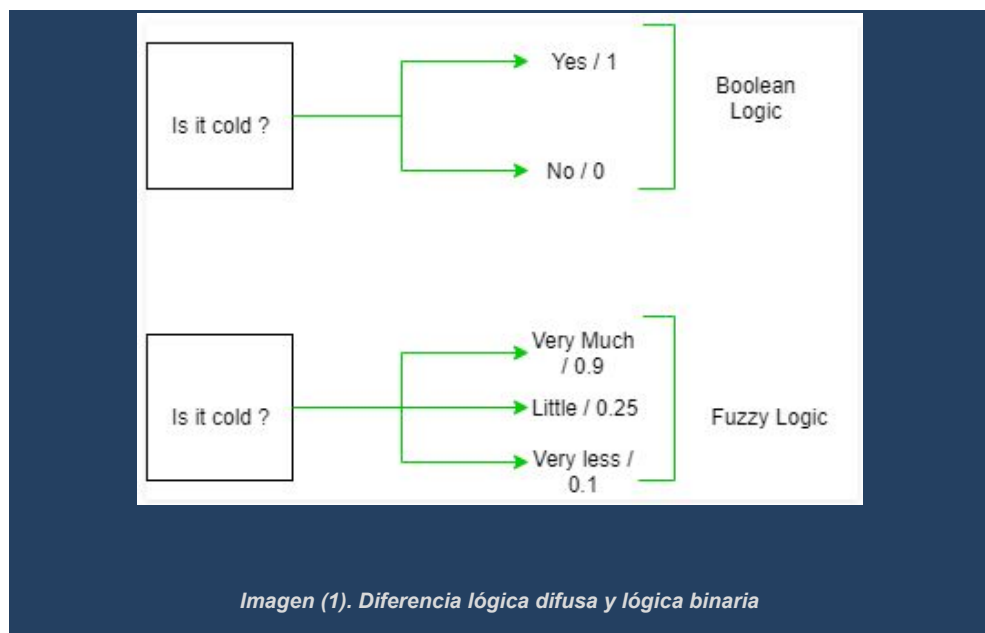 Is it cold ?
Yes / 1
No / 0
Boolean
Logic
Is it cold ?
Very Much
/ 0.9
Little / 0.25
Very less /
0.1
Fuzzy Logic
Imagen (1). Diferencia lógica difusa y lógica binaria